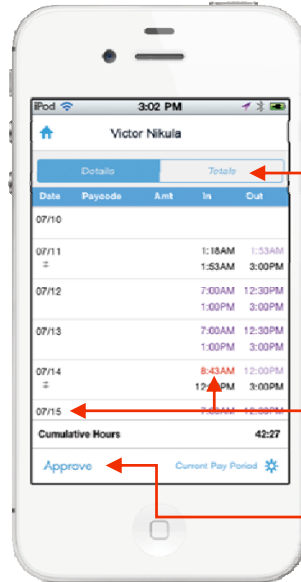 iPod 3:02 PM
Victor Nikula
Details Totals
Date Paycode Amt In Out
07/10
07/11 1:18AM 1:53AM
1:53AM 3:00PM
07/12 7:00AM 12:30PM
1:00PM 3:00PM
07/13 7:00AM 12:30PM
1:00PM 3:00PM
07/14 8:43AM 12:00PM
3:00PM
07/15
Cumulative Hours 42:27
Approve Current Pay Period